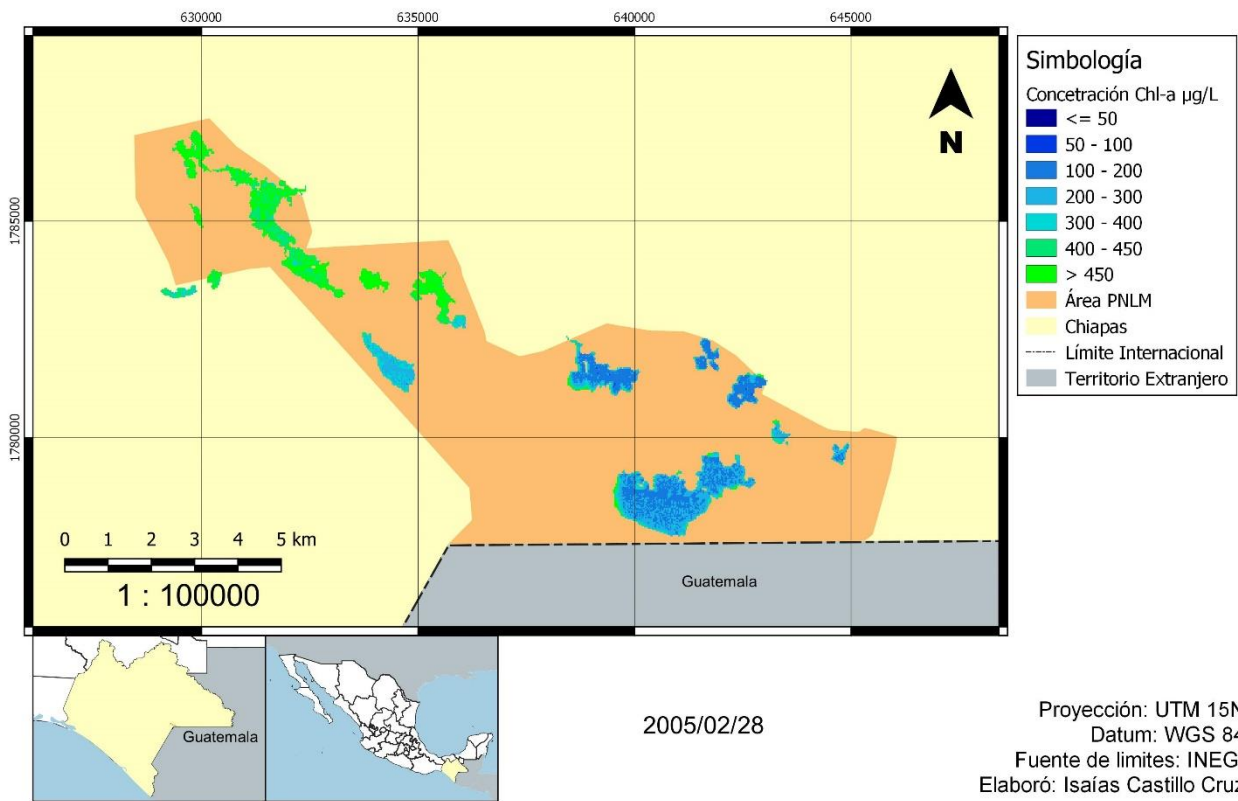 630000 635000 640000 645000
1785000
1780000
N
0 1 2 3 4 5 km
1 : 100000
Guatemala
Simbología
Concetración Chl-a µg/L
<= 50
50 - 100
100 - 200
200 - 300
300 - 400
400 - 450
> 450
Área PNLM
Chiapas
Límite Internacional
Territorio Extranjero
Guatemala
2005/02/28
Proyección: UTM 15N
Datum: WGS 84
Fuente de limites: INEG
Elaboró: Isaías Castillo Cruz